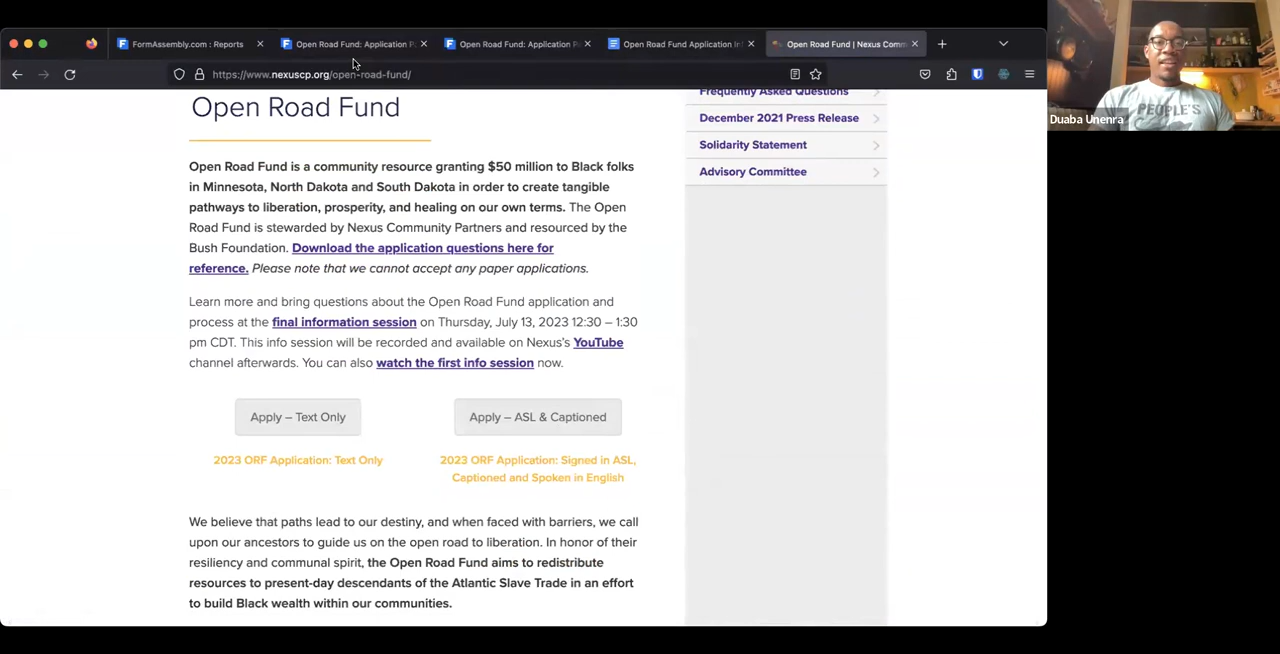 FormAssembly.com : Reports
Open Road Fund: Application
Open Road Fund: Application
Open Road Fund Application
Open Road Fund | Nexus Comm
https://www.nexuscp.org/open-road-fund/
Duaba Unenra
PEOPLE'S
Open Road Fund
Open Road Fund is a community resource granting $50 million to Black folks
in Minnesota, North Dakota and South Dakota in order to create tangible
pathways to liberation, prosperity, and healing on our own terms. The Open
Road Fund is stewarded by Nexus Community Partners and resourced by the
Bush Foundation. Download the application questions here for
reference. Please note that we cannot accept any paper applications.
Learn more and bring questions about the Open Road Fund application and
process at the final information session on Thursday, July 13, 2023 12:30 – 1:30
pm CDT. This info session will be recorded and available on Nexus's YouTube
channel afterwards. You can also watch the first info session now.
Apply – Text Only
Apply – ASL & Captioned
2023 ORF Application: Text Only
2023 ORF Application: Signed in ASL,
Captioned and Spoken in English
We believe that paths lead to our destiny, and when faced with barriers, we call
upon our ancestors to guide us on the open road to liberation. In honor of their
resiliency and communal spirit, the Open Road Fund aims to redistribute
resources to present-day descendants of the Atlantic Slave Trade in an effort
to build Black wealth within our communities.
Frequently Asked Questions
December 2021 Press Release
Solidarity Statement
Advisory Committee